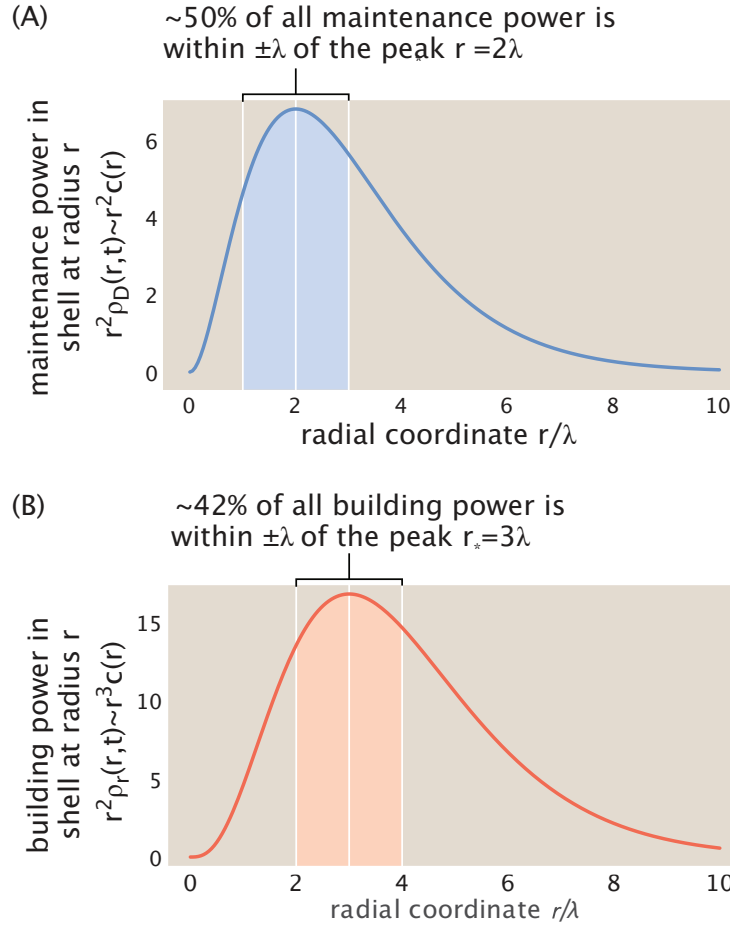 (A)
~50% of all maintenance power is
within ±λ of the peak r* =2λ
maintenance power in
shell at radius r
r²ρ_D(r,t)~r²c(r)
6
4
2
0
0 2 4 6 8 10
radial coordinate r/λ
(B)
~42% of all building power is
within ±λ of the peak r*=3λ
building power in
shell at radius r
r²ρ_r(r,t)~r³c(r)
15
10
5
0
0 2 4 6 8 10
radial coordinate r/λ